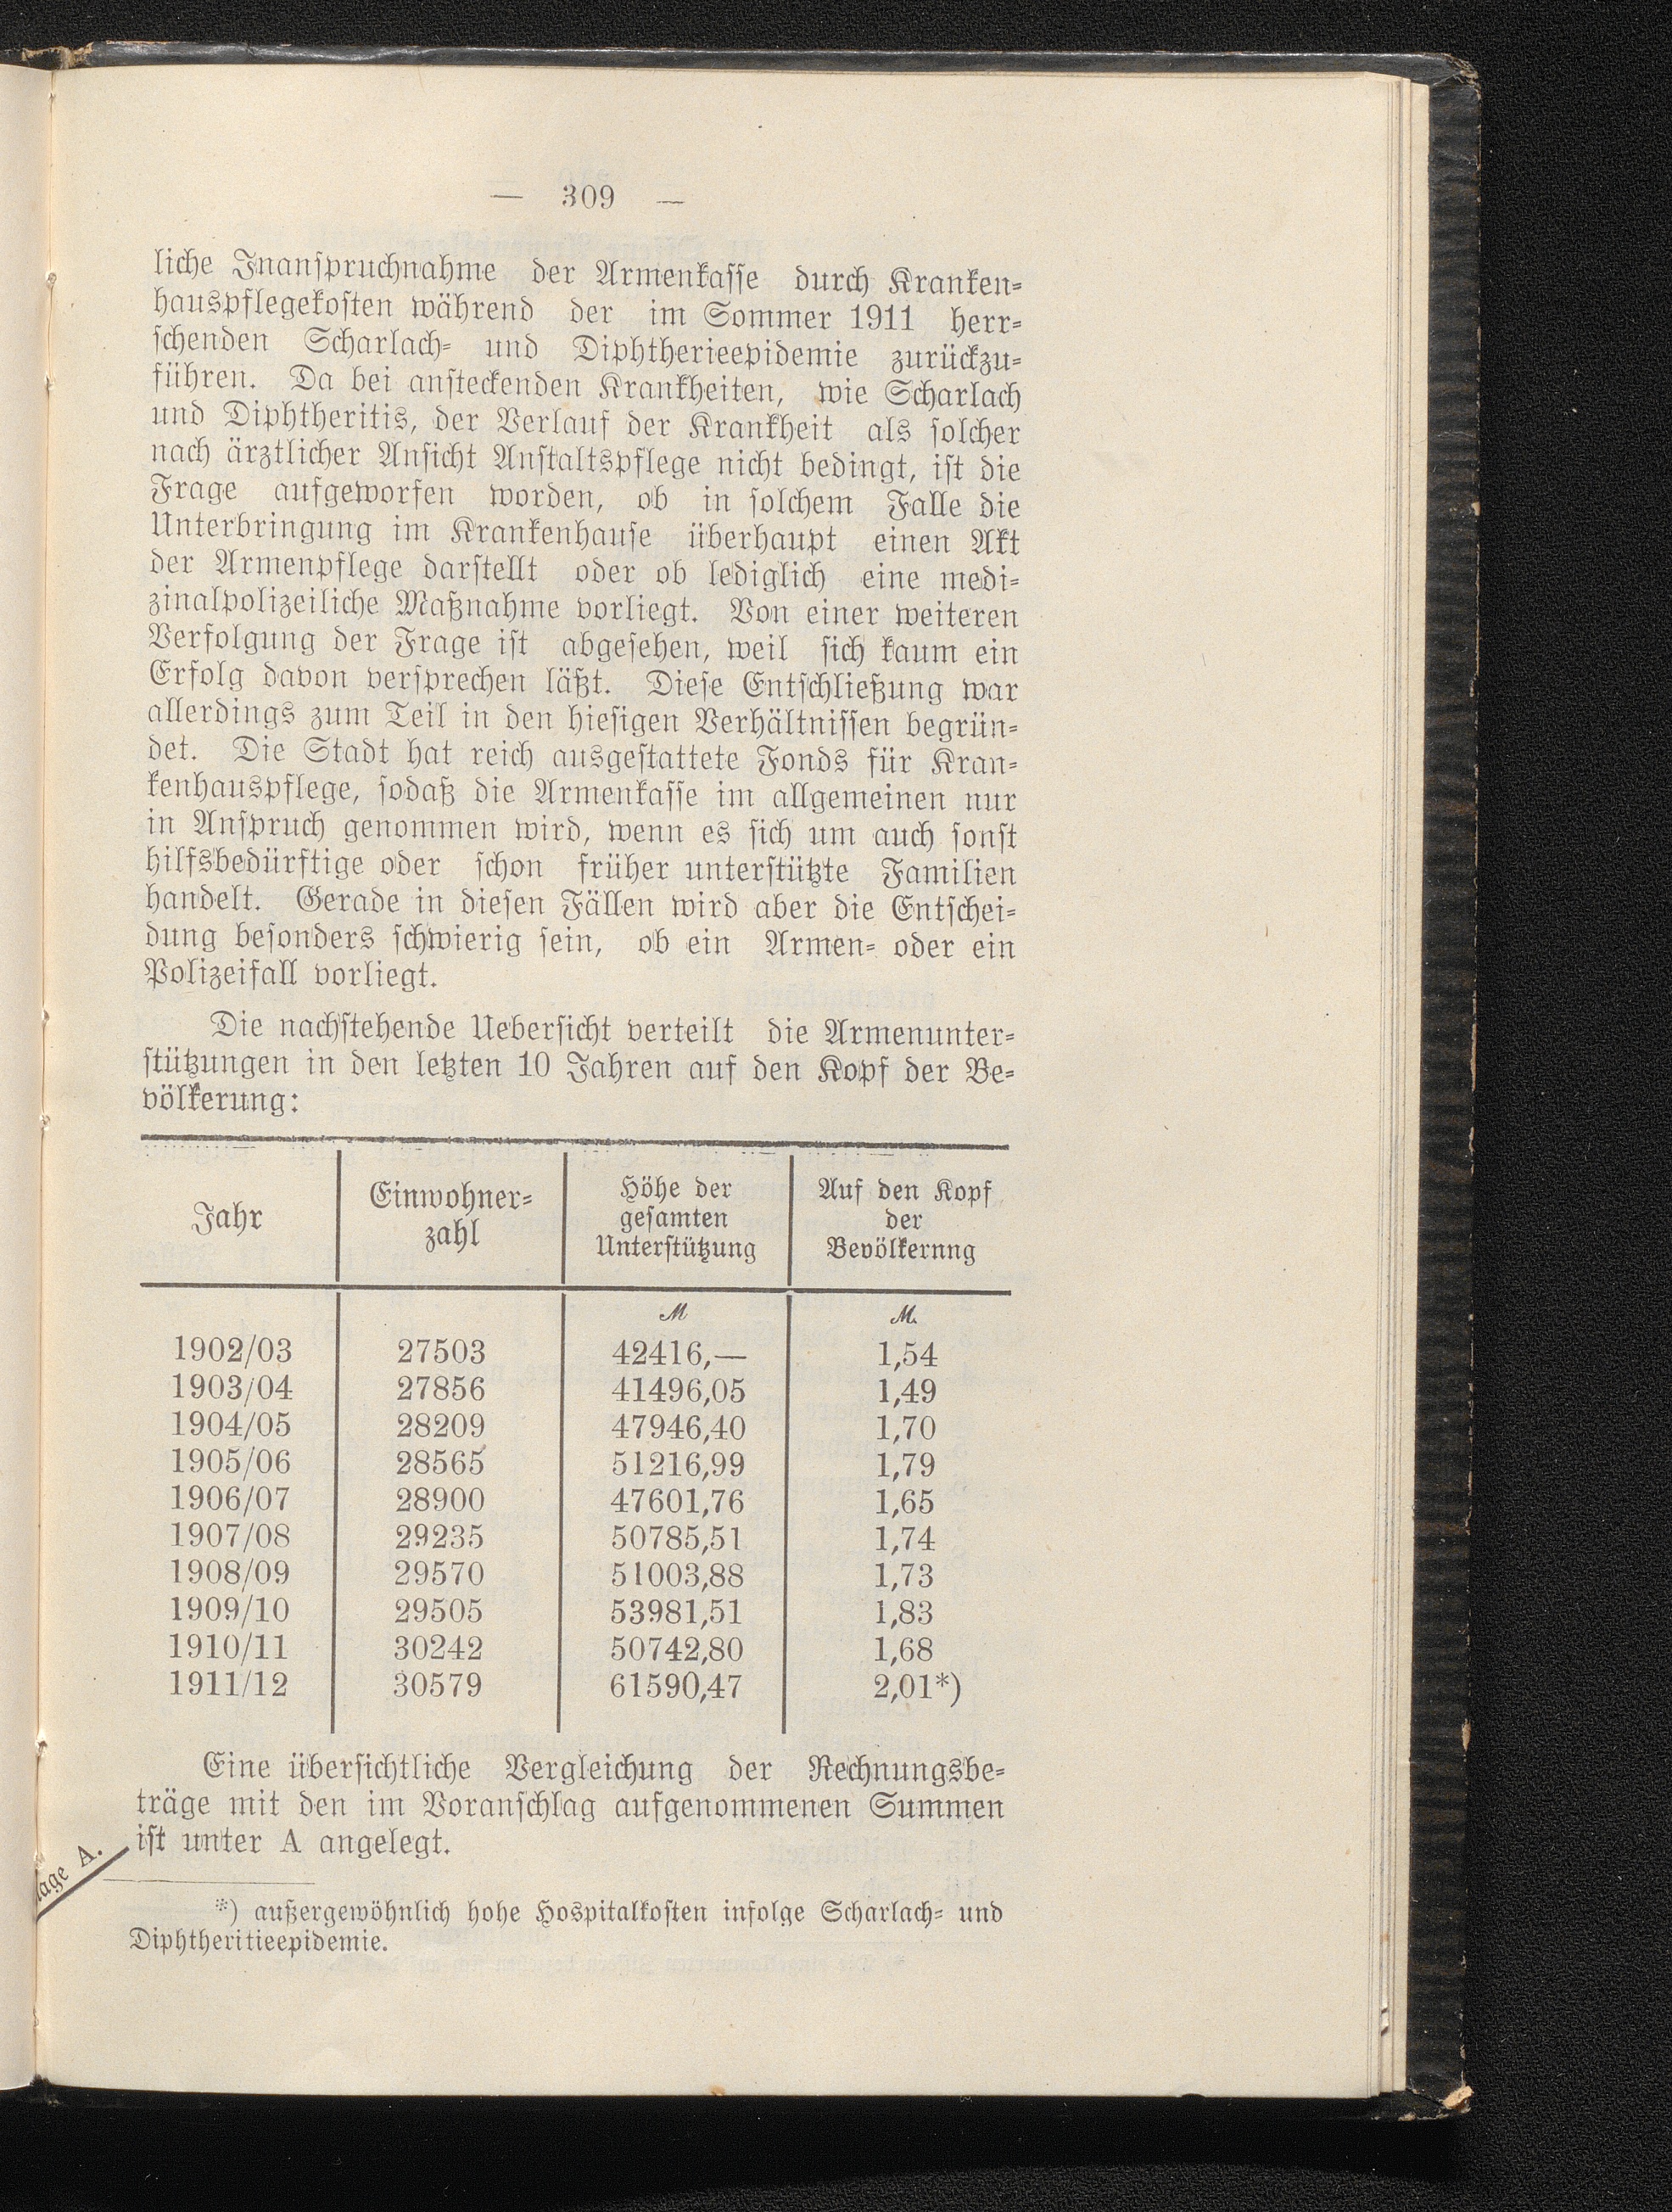 — 309 —
liche Inanspruchnahme der Armenkasse durch Kranken-
hauspflegekosten während der im Sommer 1911 herr-
schenden Scharlach- und Diphtherieepidemie zurückzu-
führen. Da bei ansteckenden Krankheiten, wie Scharlach
und Diphtheritis, der Verlauf der Krankheit als solcher
nach ärztlicher Ansicht Anstaltspflege nicht bedingt, ist die
Frage aufgeworfen worden, ob in solchem Falle die
Unterbringung im Krankenhause überhaupt einen Akt
der Armenpflege darstellt oder ob lediglich eine medi-
zinalpolizeiliche Maßnahme vorliegt. Von einer weiteren
Verfolgung der Frage ist abgesehen, weil sich kaum ein
Erfolg davon versprechen läßt. Diese Entschließung war
allerdings zum Teil in den hiesigen Verhältnissen begrün-
det. Die Stadt hat reich ausgestattete Fonds für Kran-
kenhauspflege, sodaß die Armenkasse im allgemeinen nur
in Anspruch genommen wird, wenn es sich um auch sonst
hilfsbedürftige oder schon früher unterstützte Familien
handelt. Gerade in diesen Fällen wird aber die Entschei-
dung besonders schwierig sein, ob ein Armen- oder ein
Polizeifall vorliegt.
Die nachstehende Uebersicht verteilt die Armenunter-
stützungen in den letzten 10 Jahren auf den Kopf der Be-
völkerung:
Jahr Einwohner-zahl Höhe der gesamten Unterstützung Auf den Kopf der Bevölkernng
M M.
1902/03 27503 42416,— 1,54
1903/04 27856 41496,05 1,49
1904/05 28209 47946,40 1,70
1905/06 28565 51216,99 1,79
1906/07 28900 47601,76 1,65
1907/08 29235 50785,51 1,74
1908/09 29570 51003,88 1,73
1909/10 29505 53981,51 1,83
1910/11 30242 50742,80 1,68
1911/12 30579 61590,47 2,01*)
Eine übersichtliche Vergleichung der Rechnungsbe-
träge mit den im Voranschlag aufgenommenen Summen
ist unter A angelegt.
lage A.
*) außergewöhnlich hohe Hospitalkosten infolge Scharlach- und
Diphtheritieepidemie.